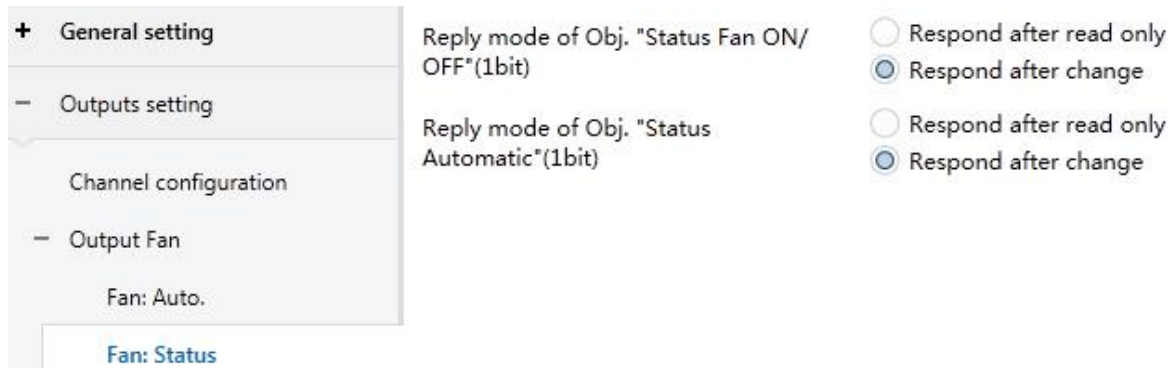 + General setting
− Outputs setting
Channel configuration
− Output Fan
Fan: Auto.
Fan: Status
Reply mode of Obj. "Status Fan ON/
OFF"(1bit)
Respond after read only
Respond after change
Reply mode of Obj. "Status
Automatic"(1bit)
Respond after read only
Respond after change